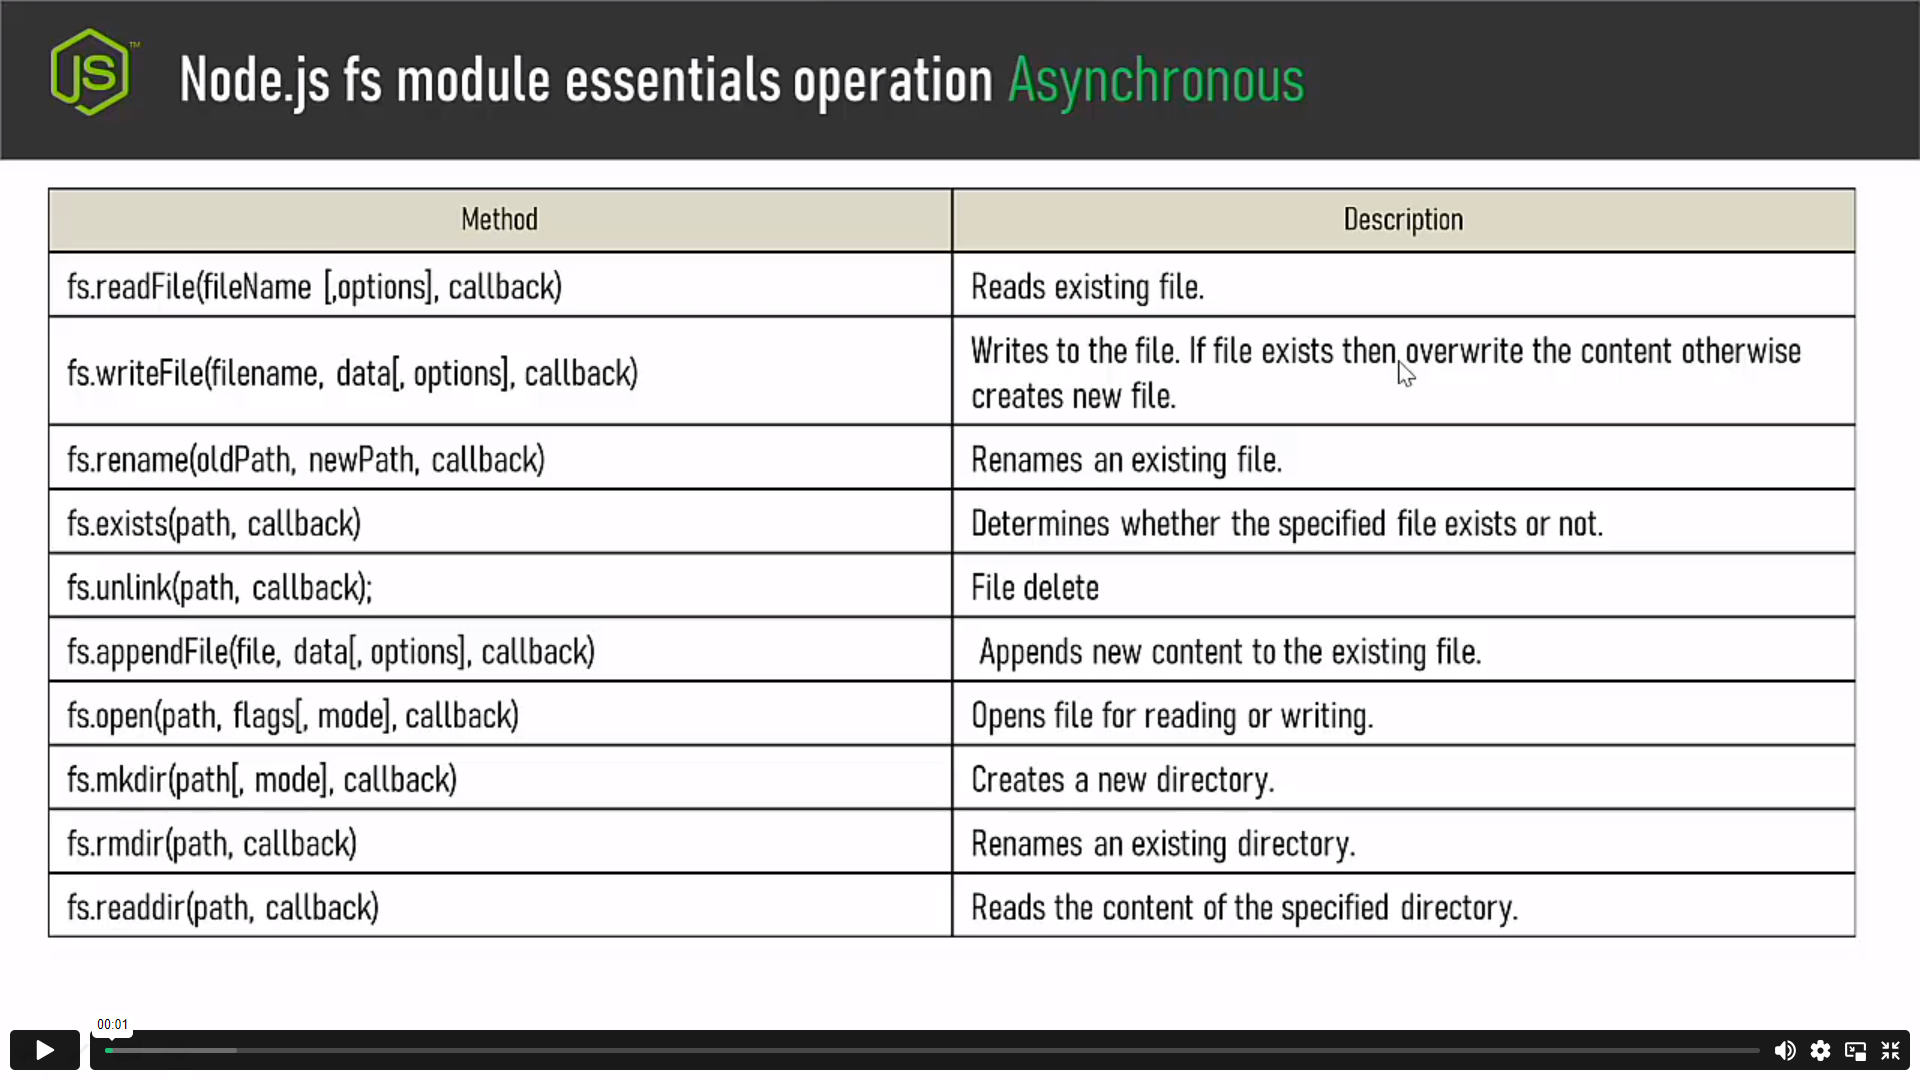 JS™
Node.js fs module essentials operation Asynchronous
Method
Description
fs.readFile(fileName [,options], callback)
Reads existing file.
fs.writeFile(filename, data[, options], callback)
Writes to the file. If file exists then overwrite the content otherwise
creates new file.
fs.rename(oldPath, newPath, callback)
Renames an existing file.
fs.exists(path, callback)
Determines whether the specified file exists or not.
fs.unlink(path, callback);
File delete
fs.appendFile(file, data[, options], callback)
Appends new content to the existing file.
fs.open(path, flags[, mode], callback)
Opens file for reading or writing.
fs.mkdir(path[, mode], callback)
Creates a new directory.
fs.rmdir(path, callback)
Renames an existing directory.
fs.readdir(path, callback)
Reads the content of the specified directory.
00:01